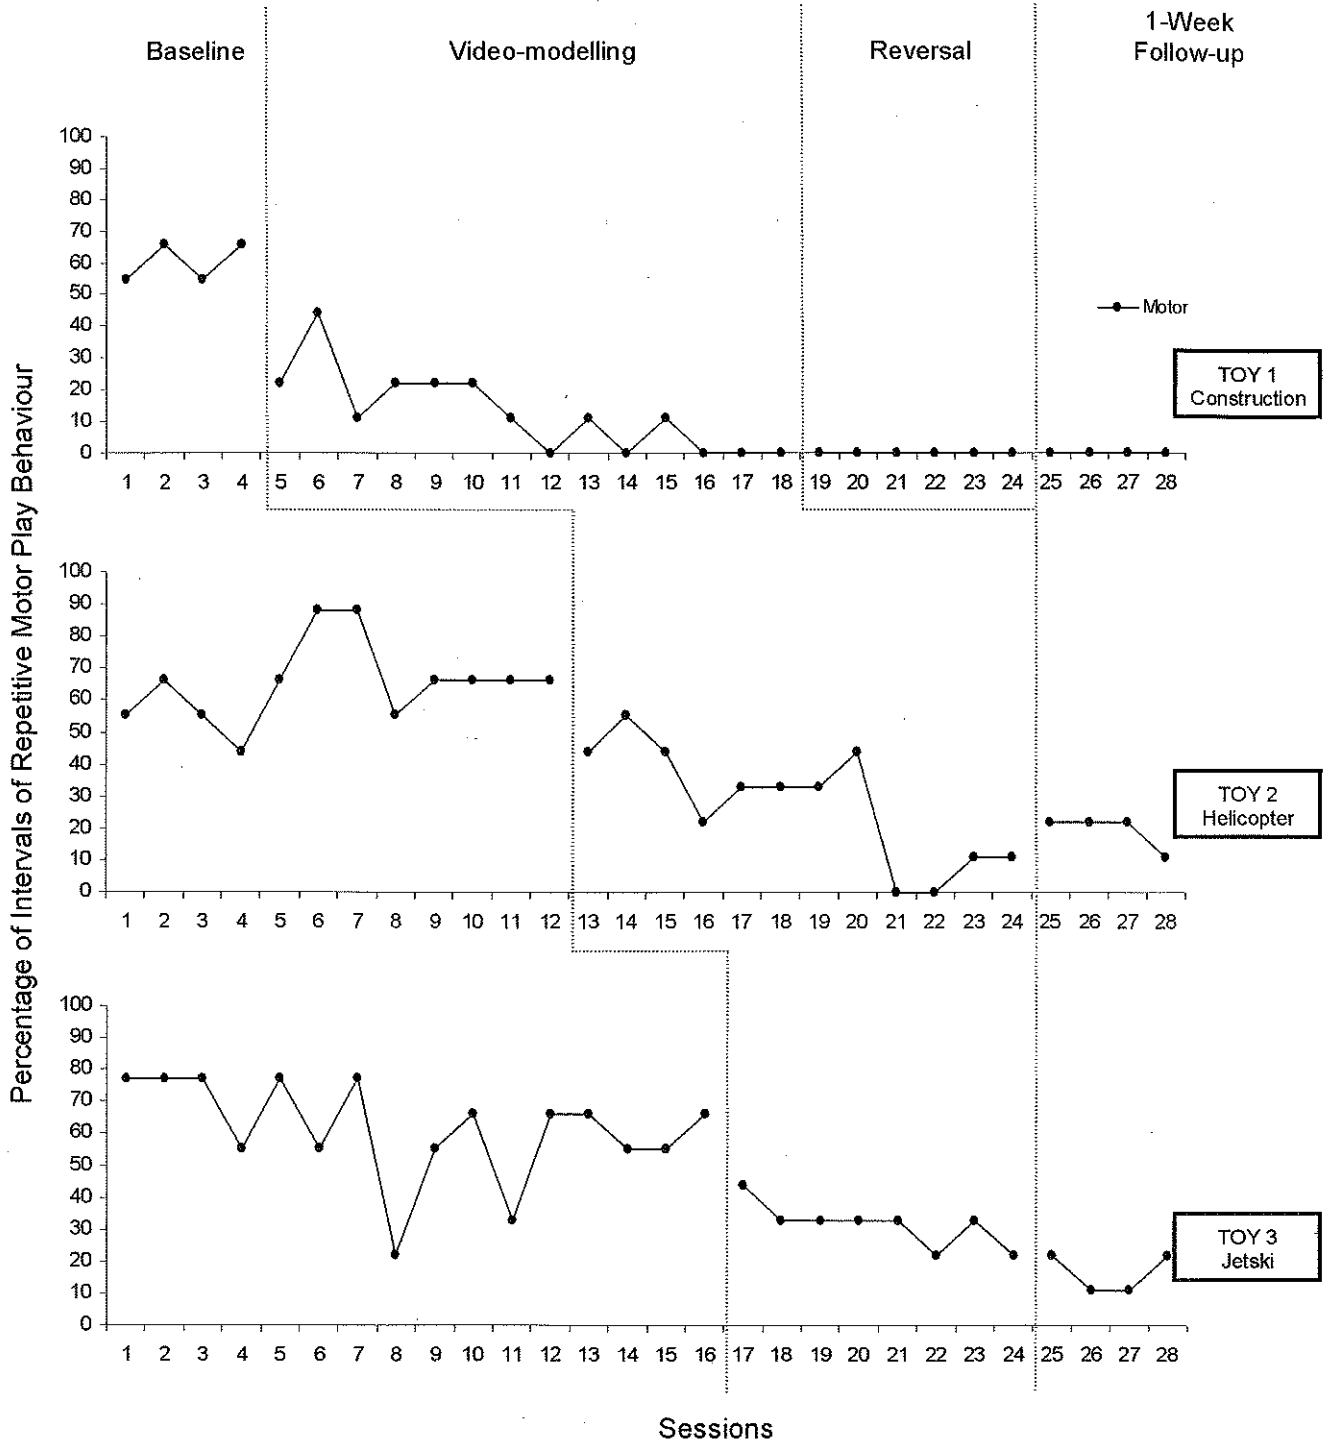 Baseline
Video-modelling
Reversal
1-Week
Follow-up
Percentage of Intervals of Repetitive Motor Play Behaviour
100
90
80
70
60
50
40
30
20
10
0
1 2 3 4 5 6 7 8 9 10 11 12 13 14 15 16 17 18 19 20 21 22 23 24 25 26 27 28
Motor
TOY 1
Construction
100
90
80
70
60
50
40
30
20
10
0
1 2 3 4 5 6 7 8 9 10 11 12 13 14 15 16 17 18 19 20 21 22 23 24 25 26 27 28
TOY 2
Helicopter
100
90
80
70
60
50
40
30
20
10
0
1 2 3 4 5 6 7 8 9 10 11 12 13 14 15 16 17 18 19 20 21 22 23 24 25 26 27 28
TOY 3
Jetski
Sessions